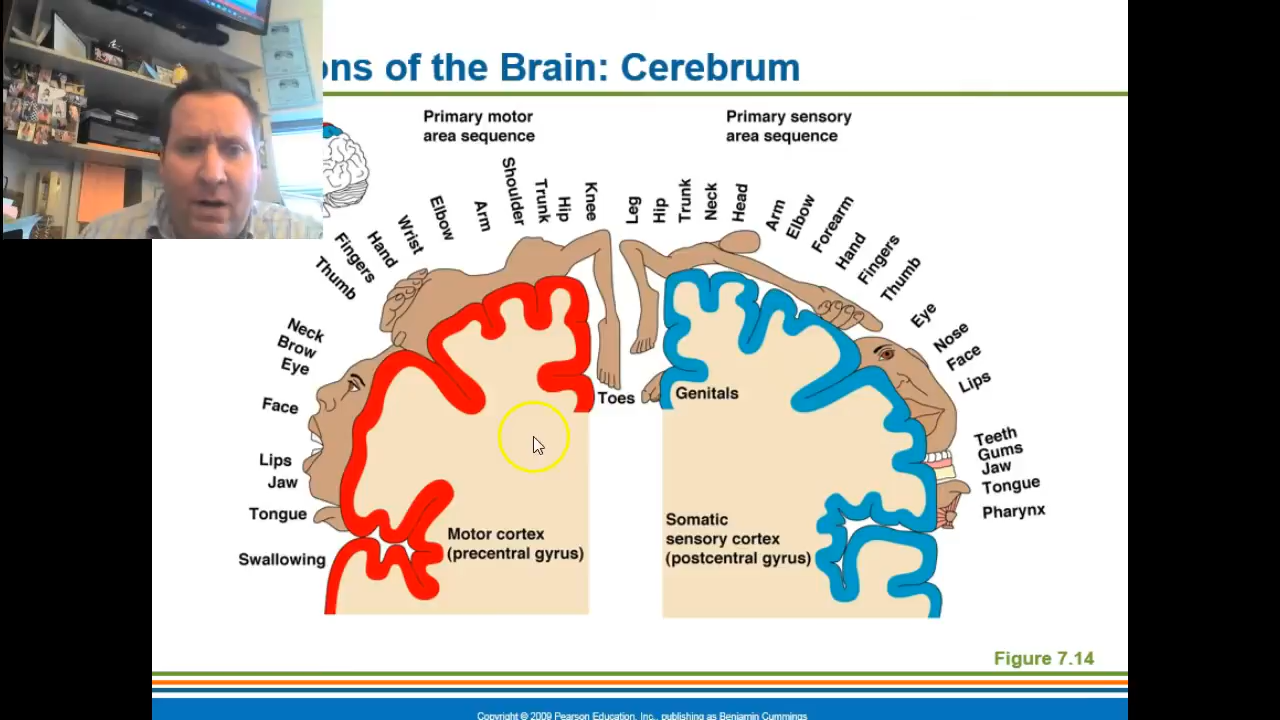 ons of the Brain: Cerebrum
Primary motor
area sequence
Primary sensory
area sequence
Shoulder
Trunk
Hip
Knee
Arm
Elbow
Wrist
Hand
Fingers
Thumb
Neck
Brow
Eye
Face
Lips
Jaw
Tongue
Swallowing
Leg
Hip
Trunk
Neck
Head
Arm
Elbow
Forearm
Hand
Fingers
Thumb
Eye
Nose
Face
Lips
Teeth
Gums
Jaw
Tongue
Pharynx
Toes
Genitals
Motor cortex
(precentral gyrus)
Somatic
sensory cortex
(postcentral gyrus)
Figure 7.14
Copyright © 2009 Pearson Education, Inc., publishing as Benjamin Cummings